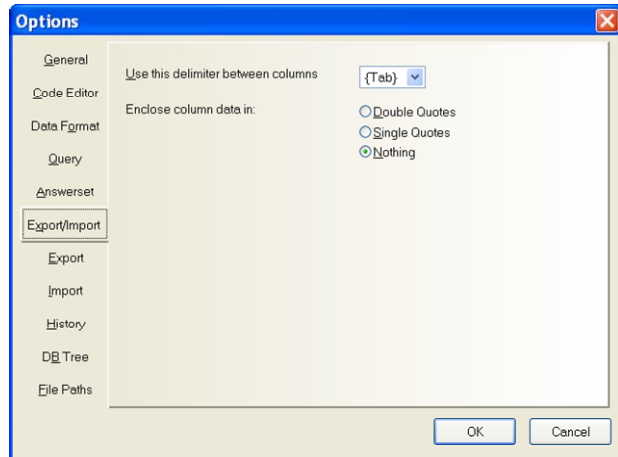 Options
General
Code Editor
Data Format
Query
Answerset
Export/Import
Export
Import
History
DB Tree
File Paths
Use this delimiter between columns {Tab}
Enclose column data in:
Double Quotes
Single Quotes
Nothing
OK Cancel